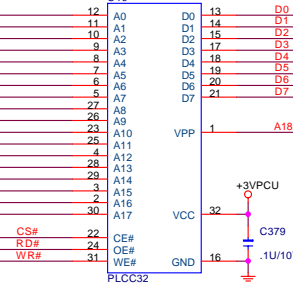 12 A0 D0 13 D0
11 A1 D1 14 D1
10 A2 D2 15 D2
9 A3 D3 17 D3
8 A4 D4 18 D4
7 A5 D5 19 D5
6 A6 D6 20 D6
5 A7 D7 21 D7
27 A8
26 A9
23 A10 VPP 1 A18
25 A11
4 A12
28 A13
29 A14
3 A15
2 A16
30 A17
+3VPCU
VCC 32
CS# 22 CE#
RD# 24 OE#
WR# 31 WE#
GND 16
C379
.1U/10
PLCC32